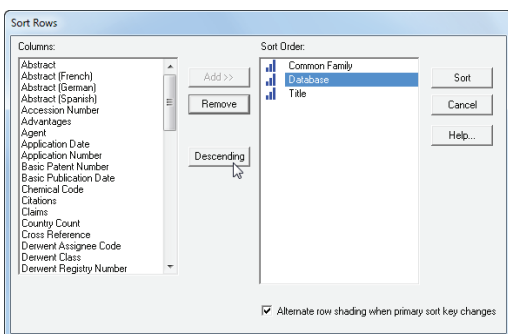 Sort Rows
Columns:
Abstract
Abstract (French)
Abstract (German)
Abstract (Spanish)
Accession Number
Advantages
Agent
Application Date
Application Number
Basic Patent Number
Basic Publication Date
Chemical Code
Citations
Claims
Country Count
Cross Reference
Derwent Assignee Code
Derwent Class
Derwent Registry Number
Add >>
Remove
Descending
Sort Order:
Common Family
Database
Title
Sort
Cancel
Help...
Alternate row shading when primary sort key changes